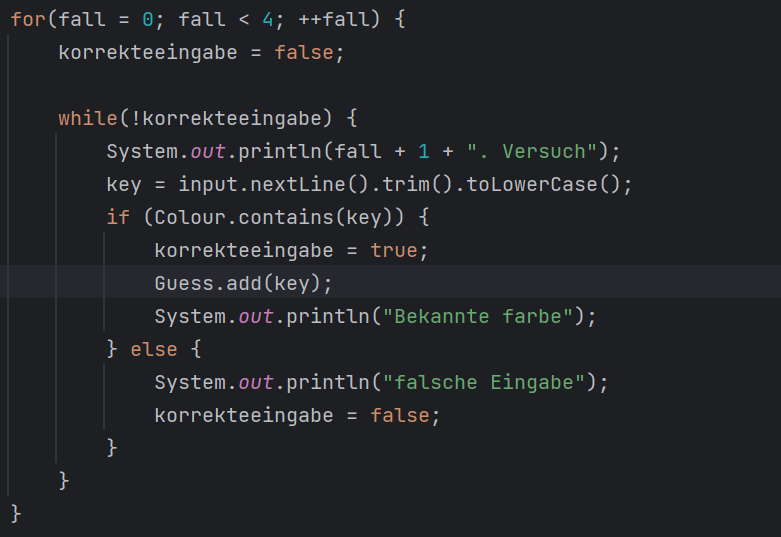 for(fall = 0; fall < 4; ++fall) {
    korrekteeingabe = false;

    while(!korrekteeingabe) {
        System.out.println(fall + 1 + ". Versuch");
        key = input.nextLine().trim().toLowerCase();
        if (Colour.contains(key)) {
            korrekteeingabe = true;
            Guess.add(key);
            System.out.println("Bekannte farbe");
        } else {
            System.out.println("falsche Eingabe");
            korrekteeingabe = false;
        }
    }
}